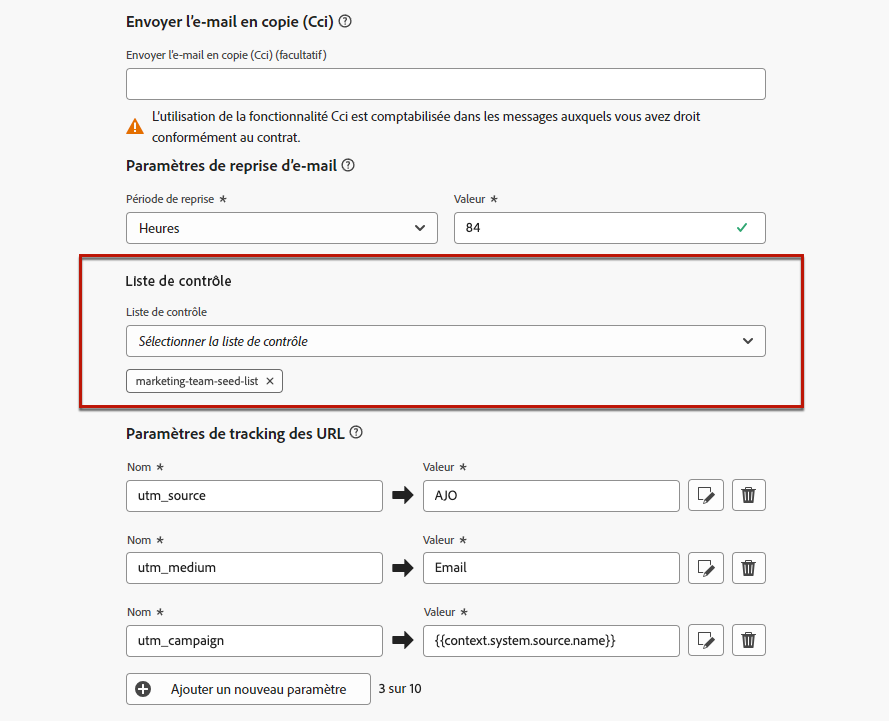 Envoyer l'e-mail en copie (Cci)
Envoyer l'e-mail en copie (Cci) (facultatif)
L'utilisation de la fonctionnalité Cci est comptabilisée dans les messages auxquels vous avez droit
conformément au contrat.
Paramètres de reprise d'e-mail
Période de reprise * Valeur *
Heures 84
Liste de contrôle
Liste de contrôle
Sélectionner la liste de contrôle
marketing-team-seed-list ×
Paramètres de tracking des URL
Nom * Valeur *
utm_source AJO
Nom * Valeur *
utm_medium Email
Nom * Valeur *
utm_campaign {{context.system.source.name}}
Ajouter un nouveau paramètre 3 sur 10